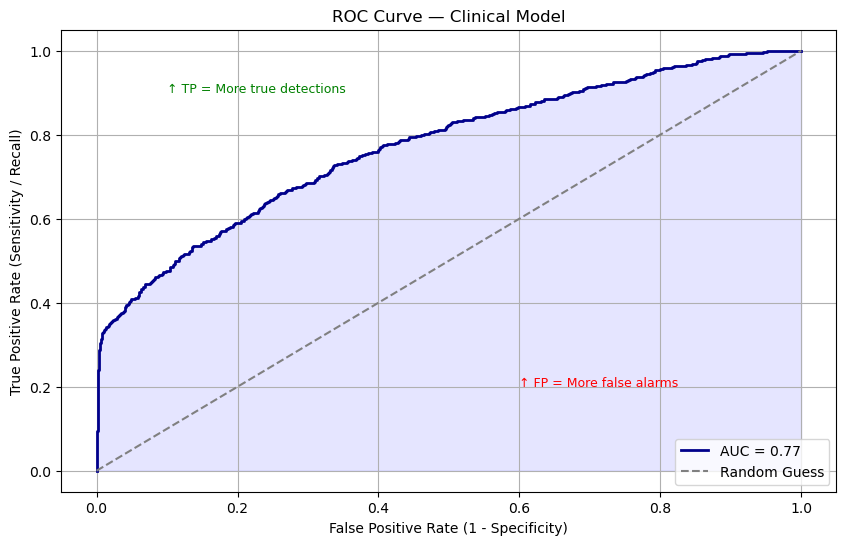 ROC Curve — Clinical Model
1.0
↑ TP = More true detections
0.8
0.6
True Positive Rate (Sensitivity / Recall)
0.4
0.2
↑ FP = More false alarms
AUC = 0.77
0.0
Random Guess
0.0 0.2 0.4 0.6 0.8 1.0
False Positive Rate (1 - Specificity)